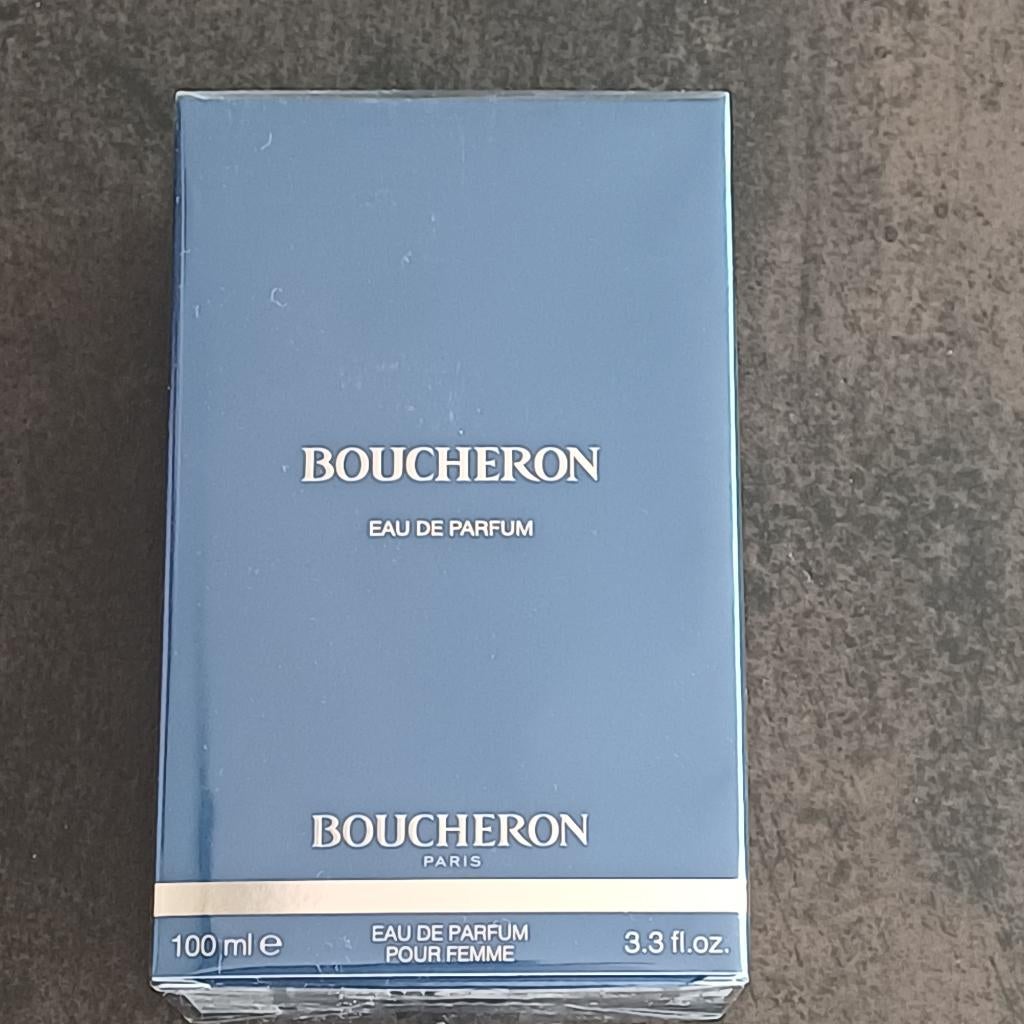 BOUCHERON
EAU DE PARFUM
BOUCHERON
PARIS
100 ml e
EAU DE PARFUM
POUR FEMME
3.3 fl.oz.